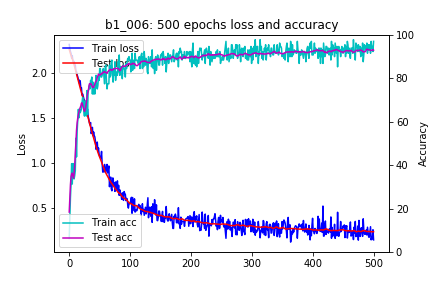 b1_006: 500 epochs loss and accuracy
Train loss
Test loss
Train acc
Test acc
Loss
2.0
1.5
1.0
0.5
Accuracy
100
80
60
40
20
0
0
100
200
300
400
500